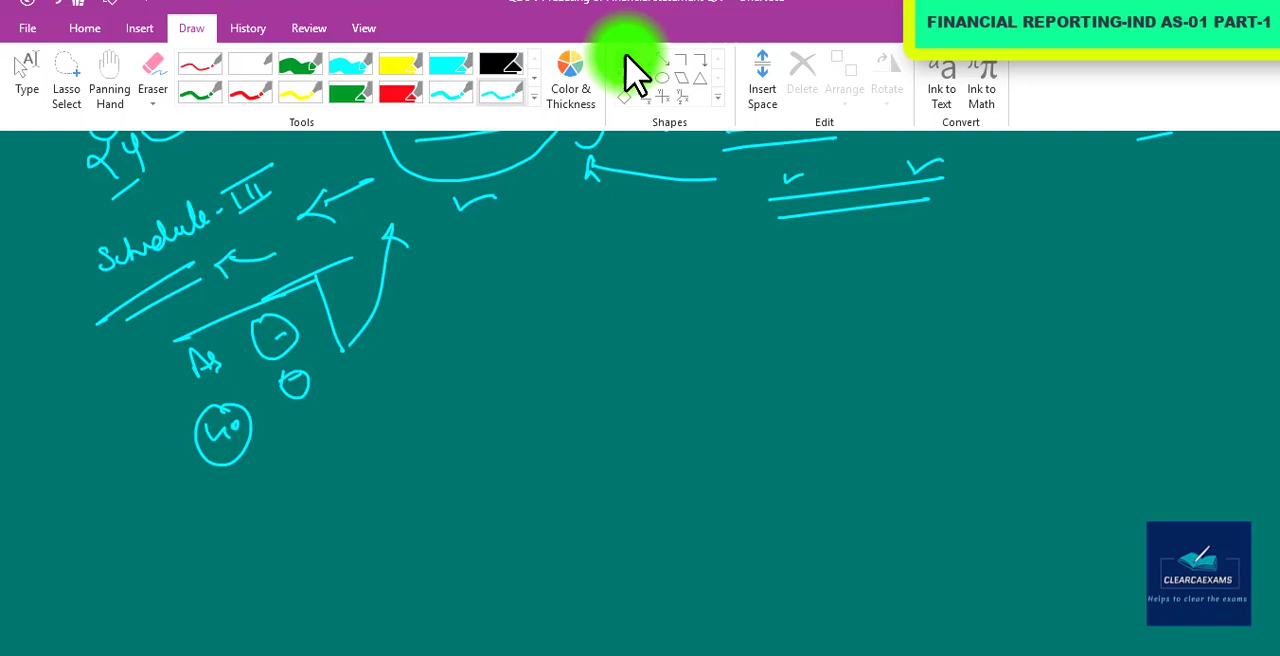 FINANCIAL REPORTING-IND AS-01 PART-1
File Home Insert Draw History Review View
Type Lasso Select Panning Hand Eraser
Color & Thickness
Insert Space Delete Arrange Rotate
Ink to Text Ink to Math
Tools Shapes Edit Convert
Schedule-III
As
40
CLEARCAEXAMS
Helps to clear the exams